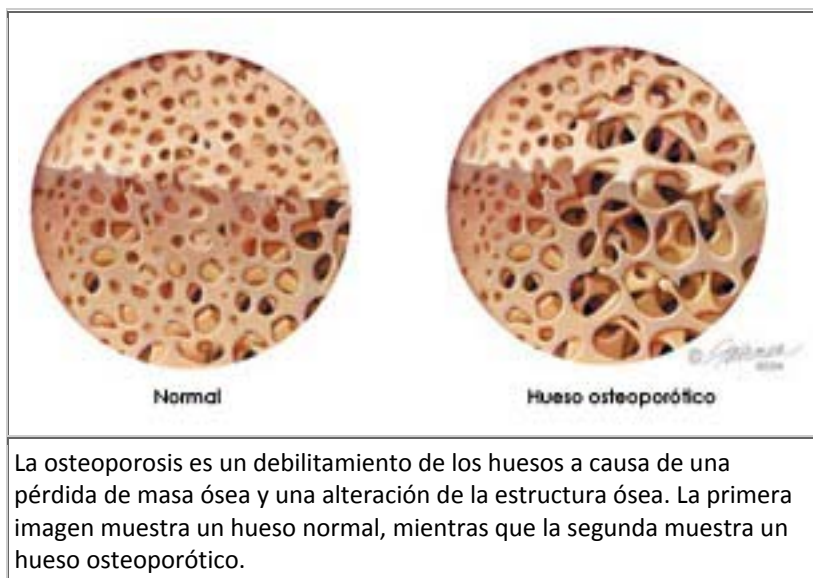 Normal
Hueso osteoporótico
©
La osteoporosis es un debilitamiento de los huesos a causa de una
pérdida de masa ósea y una alteración de la estructura ósea. La primera
imagen muestra un hueso normal, mientras que la segunda muestra un
hueso osteoporótico.